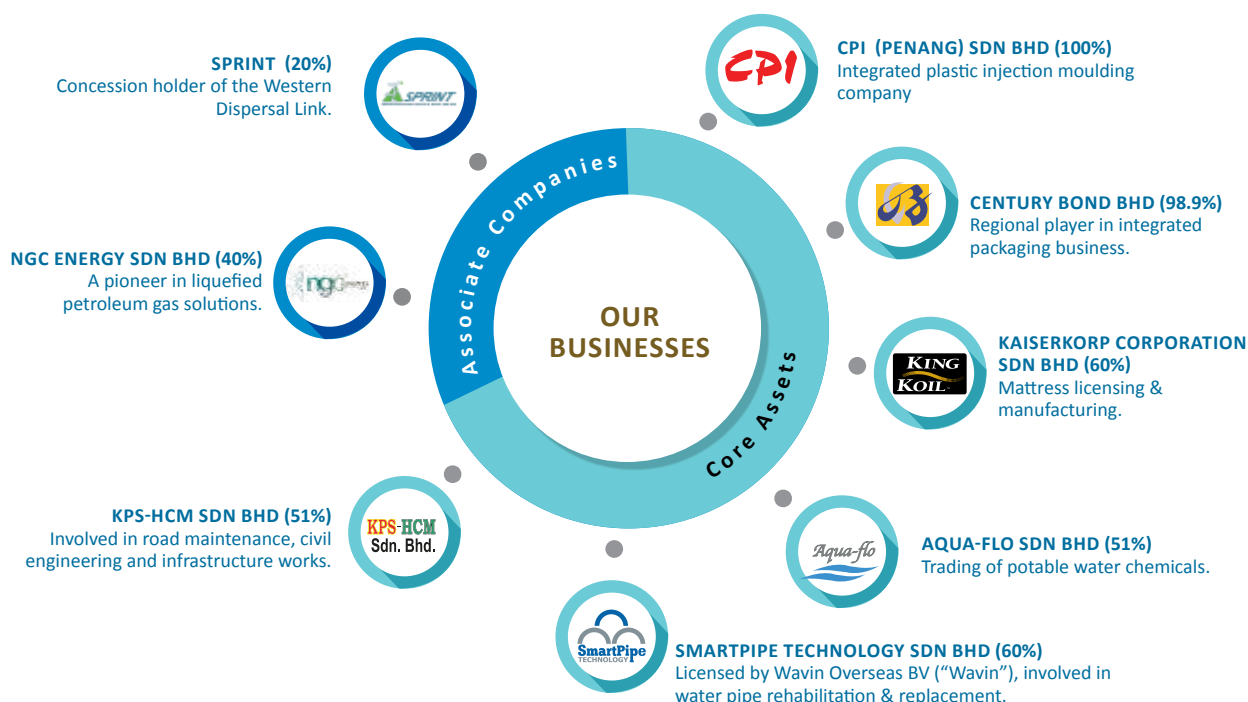 SPRINT (20%)
Concession holder of the Western
Dispersal Link.
SPRINT
CPI
CPI (PENANG) SDN BHD (100%)
Integrated plastic injection moulding
company
Associate Companies
CENTURY BOND BHD (98.9%)
Regional player in integrated
packaging business.
NGC ENERGY SDN BHD (40%)
A pioneer in liquefied
petroleum gas solutions.
ngc
OUR
BUSINESSES
KING
KOIL
KAISERKORP CORPORATION
SDN BHD (60%)
Mattress licensing &
manufacturing.
Core Assets
KPS-HCM SDN BHD (51%)
Involved in road maintenance, civil
engineering and infrastructure works.
KPS-HCM
Sdn. Bhd.
Aqua-flo
AQUA-FLO SDN BHD (51%)
Trading of potable water chemicals.
SmartPipe
TECHNOLOGY
SMARTPIPE TECHNOLOGY SDN BHD (60%)
Licensed by Wavin Overseas BV (“Wavin”), involved in
water pipe rehabilitation & replacement.